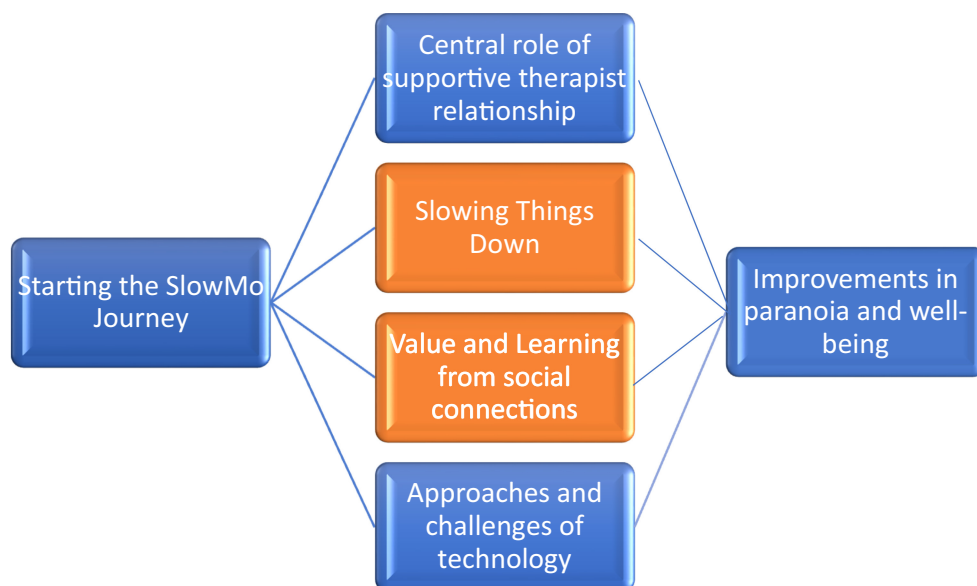 Central role of
supportive therapist
relationship
Slowing Things
Down
Starting the SlowMo
Journey
Improvements in
paranoia and well-
being
Value and Learning
from social
connections
Approaches and
challenges of
technology